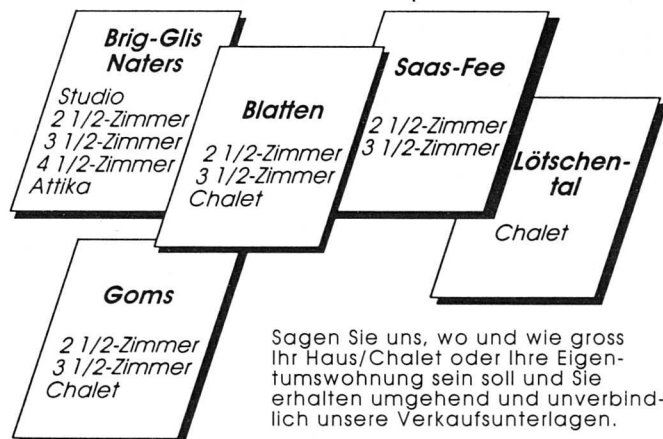 Brig-Glis
Naters
Studio
2 1/2-Zimmer
3 1/2-Zimmer
4 1/2-Zimmer
Attika
Blatten
2 1/2-Zimmer
3 1/2-Zimmer
Chalet
Saas-Fee
2 1/2-Zimmer
3 1/2-Zimmer
Lötschen-
tal
Chalet
Goms
2 1/2-Zimmer
3 1/2-Zimmer
Chalet
Sagen Sie uns, wo und wie gross
Ihr Haus/Chalet oder Ihre Eigen-
tumswohnung sein soll und Sie
erhalten umgehend und unverbind-
lich unsere Verkaufsunterlagen.